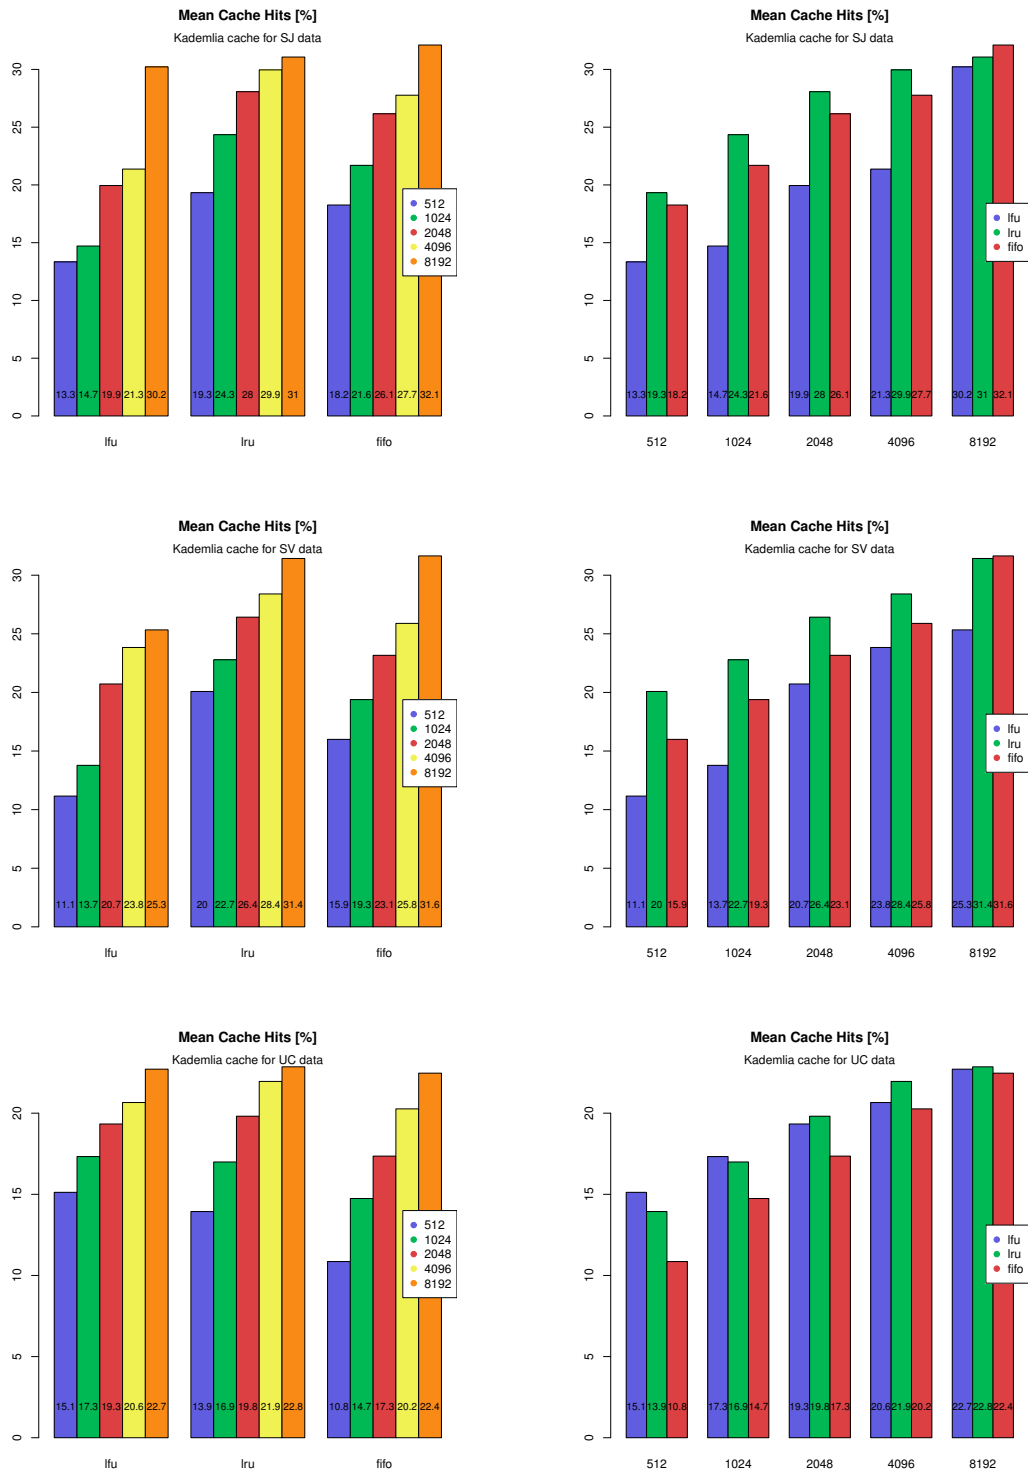 Mean Cache Hits [%]
Kademlia cache for SJ data
30
25
20
15
10
5
0
13.3 14.7 19.9 21.3 30.2 19.3 24.3 28 29.9 31 18.2 21.6 26.1 27.7 32.1
lfu lru fifo
512
1024
2048
4096
8192
Mean Cache Hits [%]
Kademlia cache for SJ data
30
25
20
15
10
5
0
13.3 19.3 18.2 14.7 24.3 21.6 19.9 28 26.1 21.3 29.9 27.7 30.2 31 32.1
512 1024 2048 4096 8192
lfu
lru
fifo
Mean Cache Hits [%]
Kademlia cache for SV data
30
25
20
15
10
5
0
11.1 13.7 20.7 23.8 25.3 20 22.7 26.4 28.4 31.4 15.9 19.3 23.1 25.8 31.6
lfu lru fifo
512
1024
2048
4096
8192
Mean Cache Hits [%]
Kademlia cache for SV data
30
25
20
15
10
5
0
11.1 20 15.9 13.7 22.7 19.3 20.7 26.4 23.1 23.8 28.4 25.8 25.3 31.4 31.6
512 1024 2048 4096 8192
lfu
lru
fifo
Mean Cache Hits [%]
Kademlia cache for UC data
20
15
10
5
0
15.1 17.3 19.3 20.6 22.7 13.9 16.9 19.8 21.9 22.8 10.8 14.7 17.3 20.2 22.4
lfu lru fifo
512
1024
2048
4096
8192
Mean Cache Hits [%]
Kademlia cache for UC data
20
15
10
5
0
15.1 13.9 10.8 17.3 16.9 14.7 19.3 19.8 17.3 20.6 21.9 20.2 22.7 22.8 22.4
512 1024 2048 4096 8192
lfu
lru
fifo